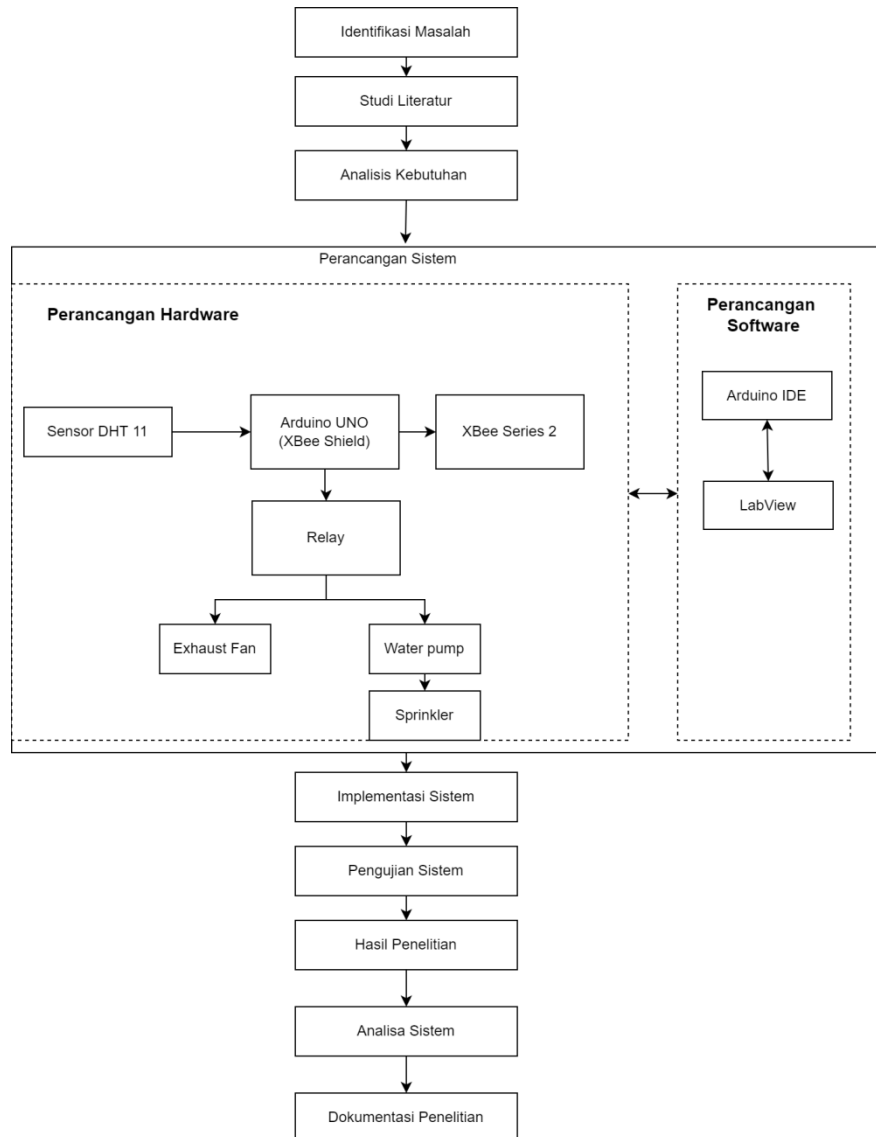 Identifikasi Masalah
Studi Literatur
Analisis Kebutuhan
Perancangan Sistem
Perancangan Hardware
Sensor DHT 11
Arduino UNO
(XBee Shield)
XBee Series 2
Relay
Exhaust Fan
Water pump
Sprinkler
Perancangan
Software
Arduino IDE
LabView
Implementasi Sistem
Pengujian Sistem
Hasil Penelitian
Analisa Sistem
Dokumentasi Penelitian